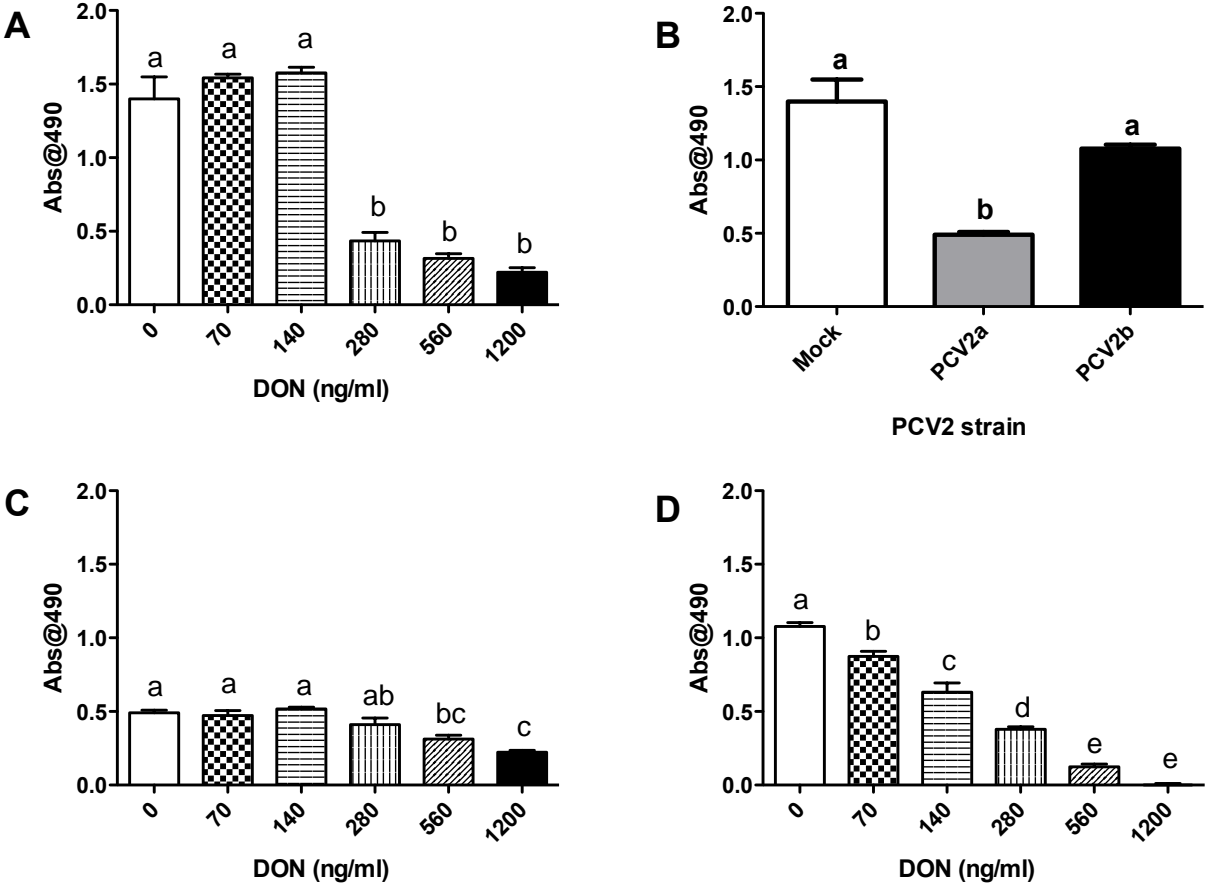 A
2.0
1.5
1.0
0.5
0.0
Abs@490
a a a b b b
0 70 140 280 560 1200
DON (ng/ml)
B
2.0
1.5
1.0
0.5
0.0
Abs@490
a b a
Mock PCV2a PCV2b
PCV2 strain
C
2.0
1.5
1.0
0.5
0.0
Abs@490
a a a ab bc c
0 70 140 280 560 1200
DON (ng/ml)
D
2.0
1.5
1.0
0.5
0.0
Abs@490
a b c d e e
0 70 140 280 560 1200
DON (ng/ml)